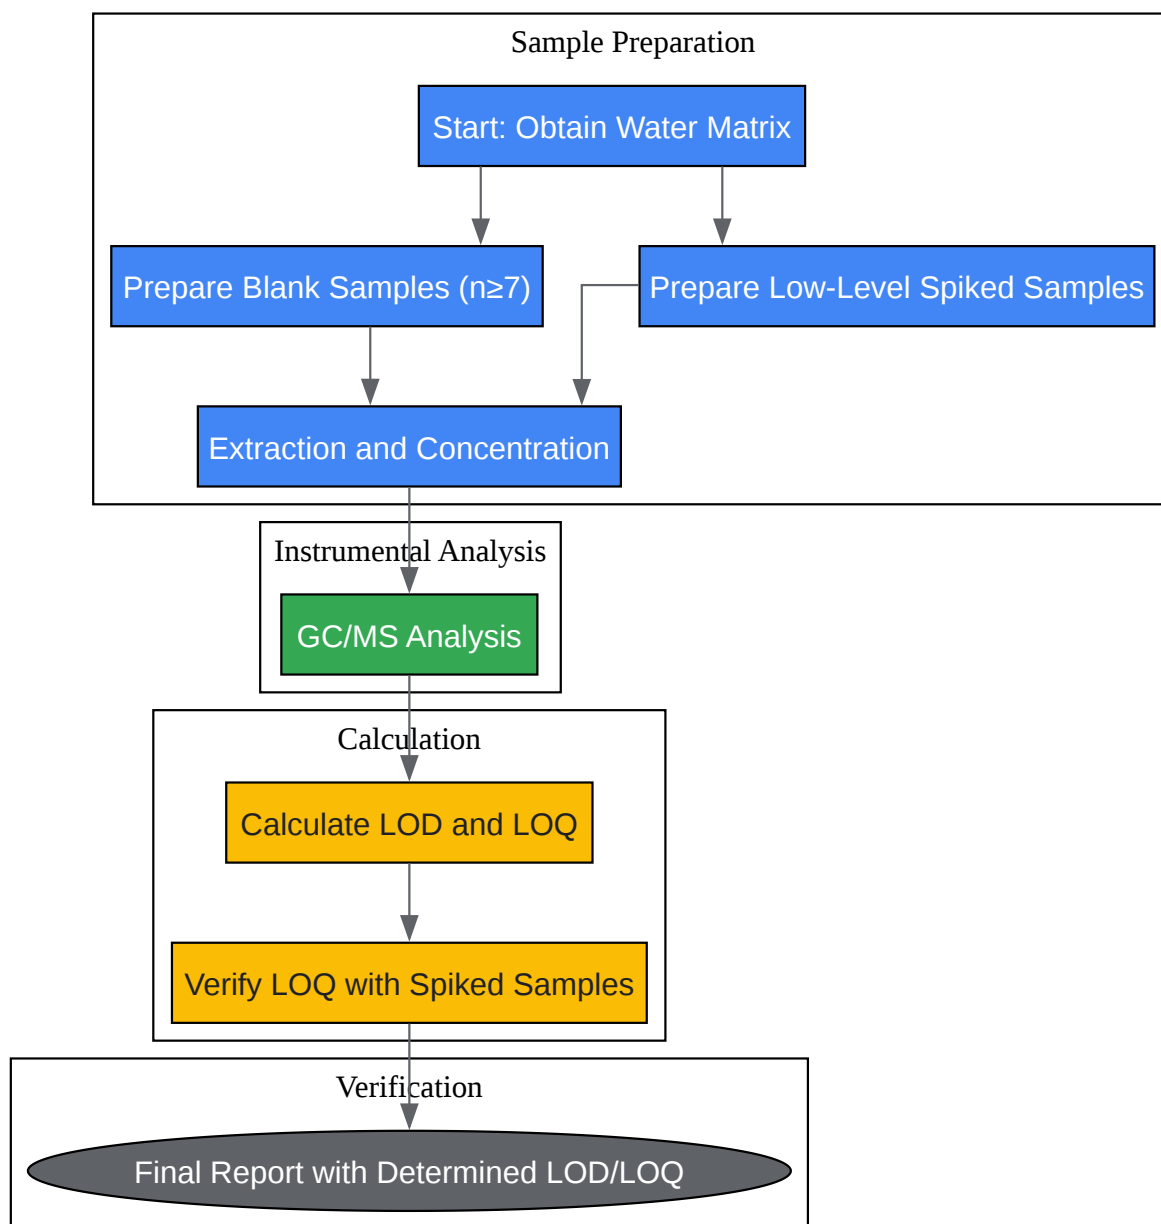 Sample Preparation
Start: Obtain Water Matrix
Prepare Blank Samples (n≥7)
Prepare Low-Level Spiked Samples
Extraction and Concentration
Instrumental Analysis
GC/MS Analysis
Calculation
Calculate LOD and LOQ
Verify LOQ with Spiked Samples
Verification
Final Report with Determined LOD/LOQ